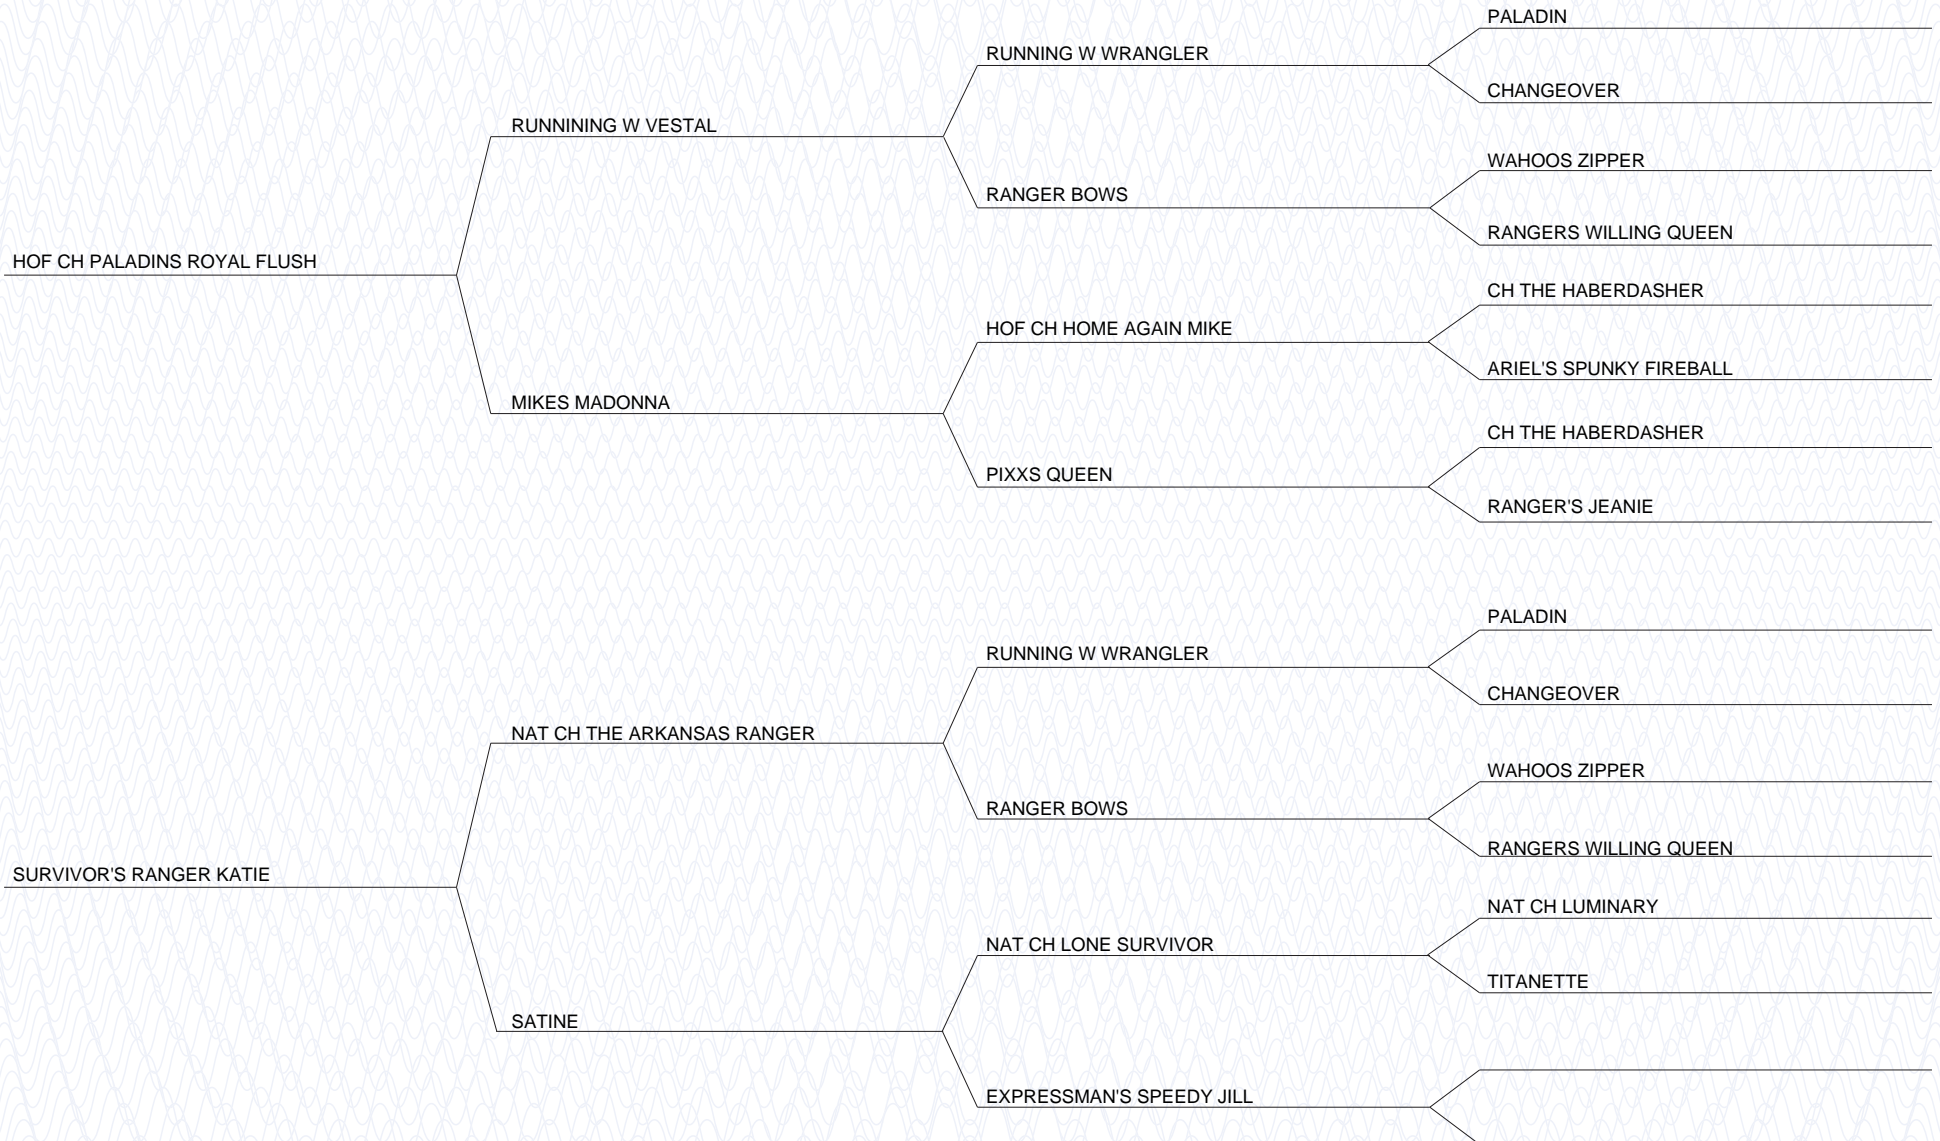 PALADIN
RUNNING W WRANGLER
CHANGEOVER
RUNNINING W VESTAL
WAHOOS ZIPPER
RANGER BOWS
RANGERS WILLING QUEEN
HOF CH PALADINS ROYAL FLUSH
CH THE HABERDASHER
HOF CH HOME AGAIN MIKE
ARIEL'S SPUNKY FIREBALL
MIKES MADONNA
CH THE HABERDASHER
PIXXS QUEEN
RANGER'S JEANIE
PALADIN
RUNNING W WRANGLER
CHANGEOVER
NAT CH THE ARKANSAS RANGER
WAHOOS ZIPPER
RANGER BOWS
RANGERS WILLING QUEEN
SURVIVOR'S RANGER KATIE
NAT CH LUMINARY
NAT CH LONE SURVIVOR
TITANETTE
SATINE
EXPRESSMAN'S SPEEDY JILL